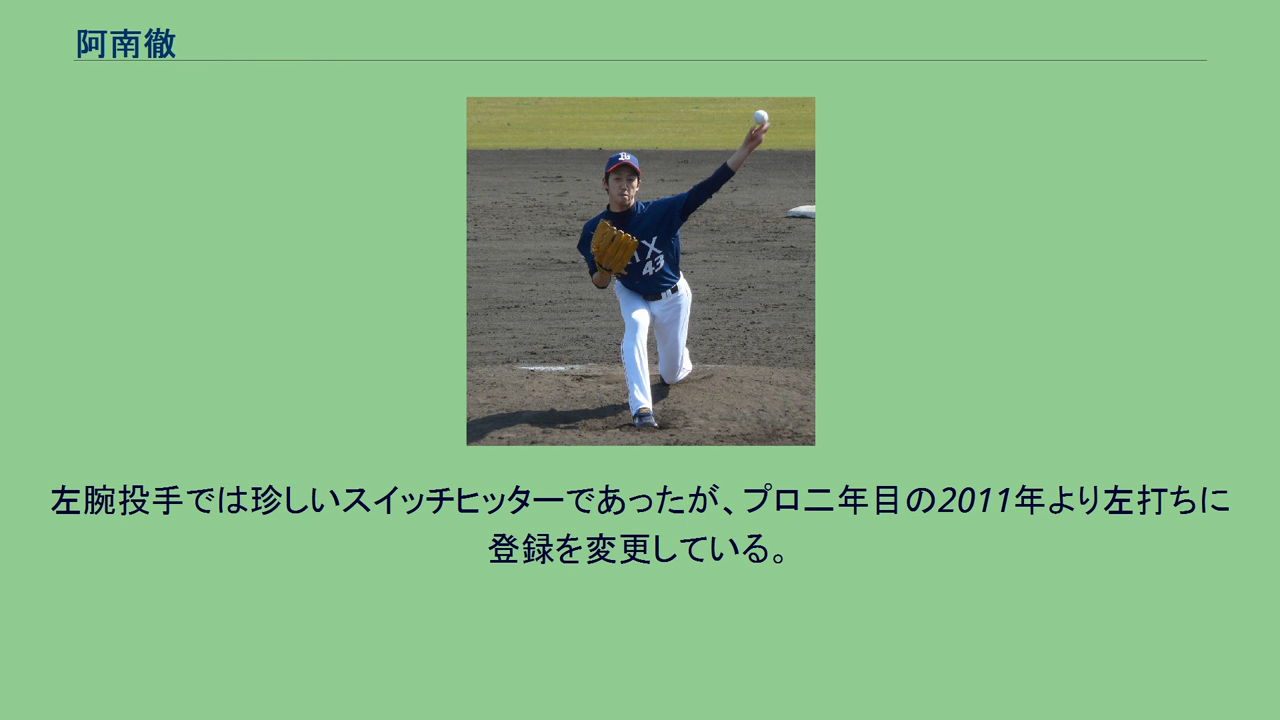 阿南徹
B
IX
43
左腕投手では珍しいスイッチヒッターであったが、プロ二年目の2011年より左打ちに
登録を変更している。